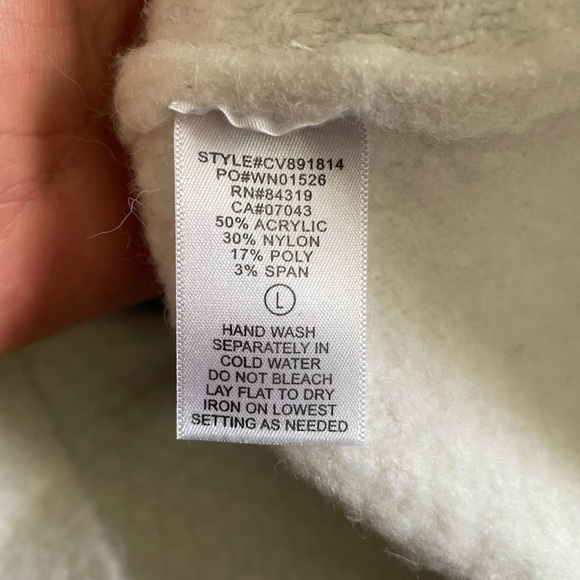 STYLE#CV891814
PO#WN01526
RN#84319
CA#07043
50% ACRYLIC
30% NYLON
17% POLY
3% SPAN
L
HAND WASH
SEPARATELY IN
COLD WATER
DO NOT BLEACH
LAY FLAT TO DRY
IRON ON LOWEST
SETTING AS NEEDED